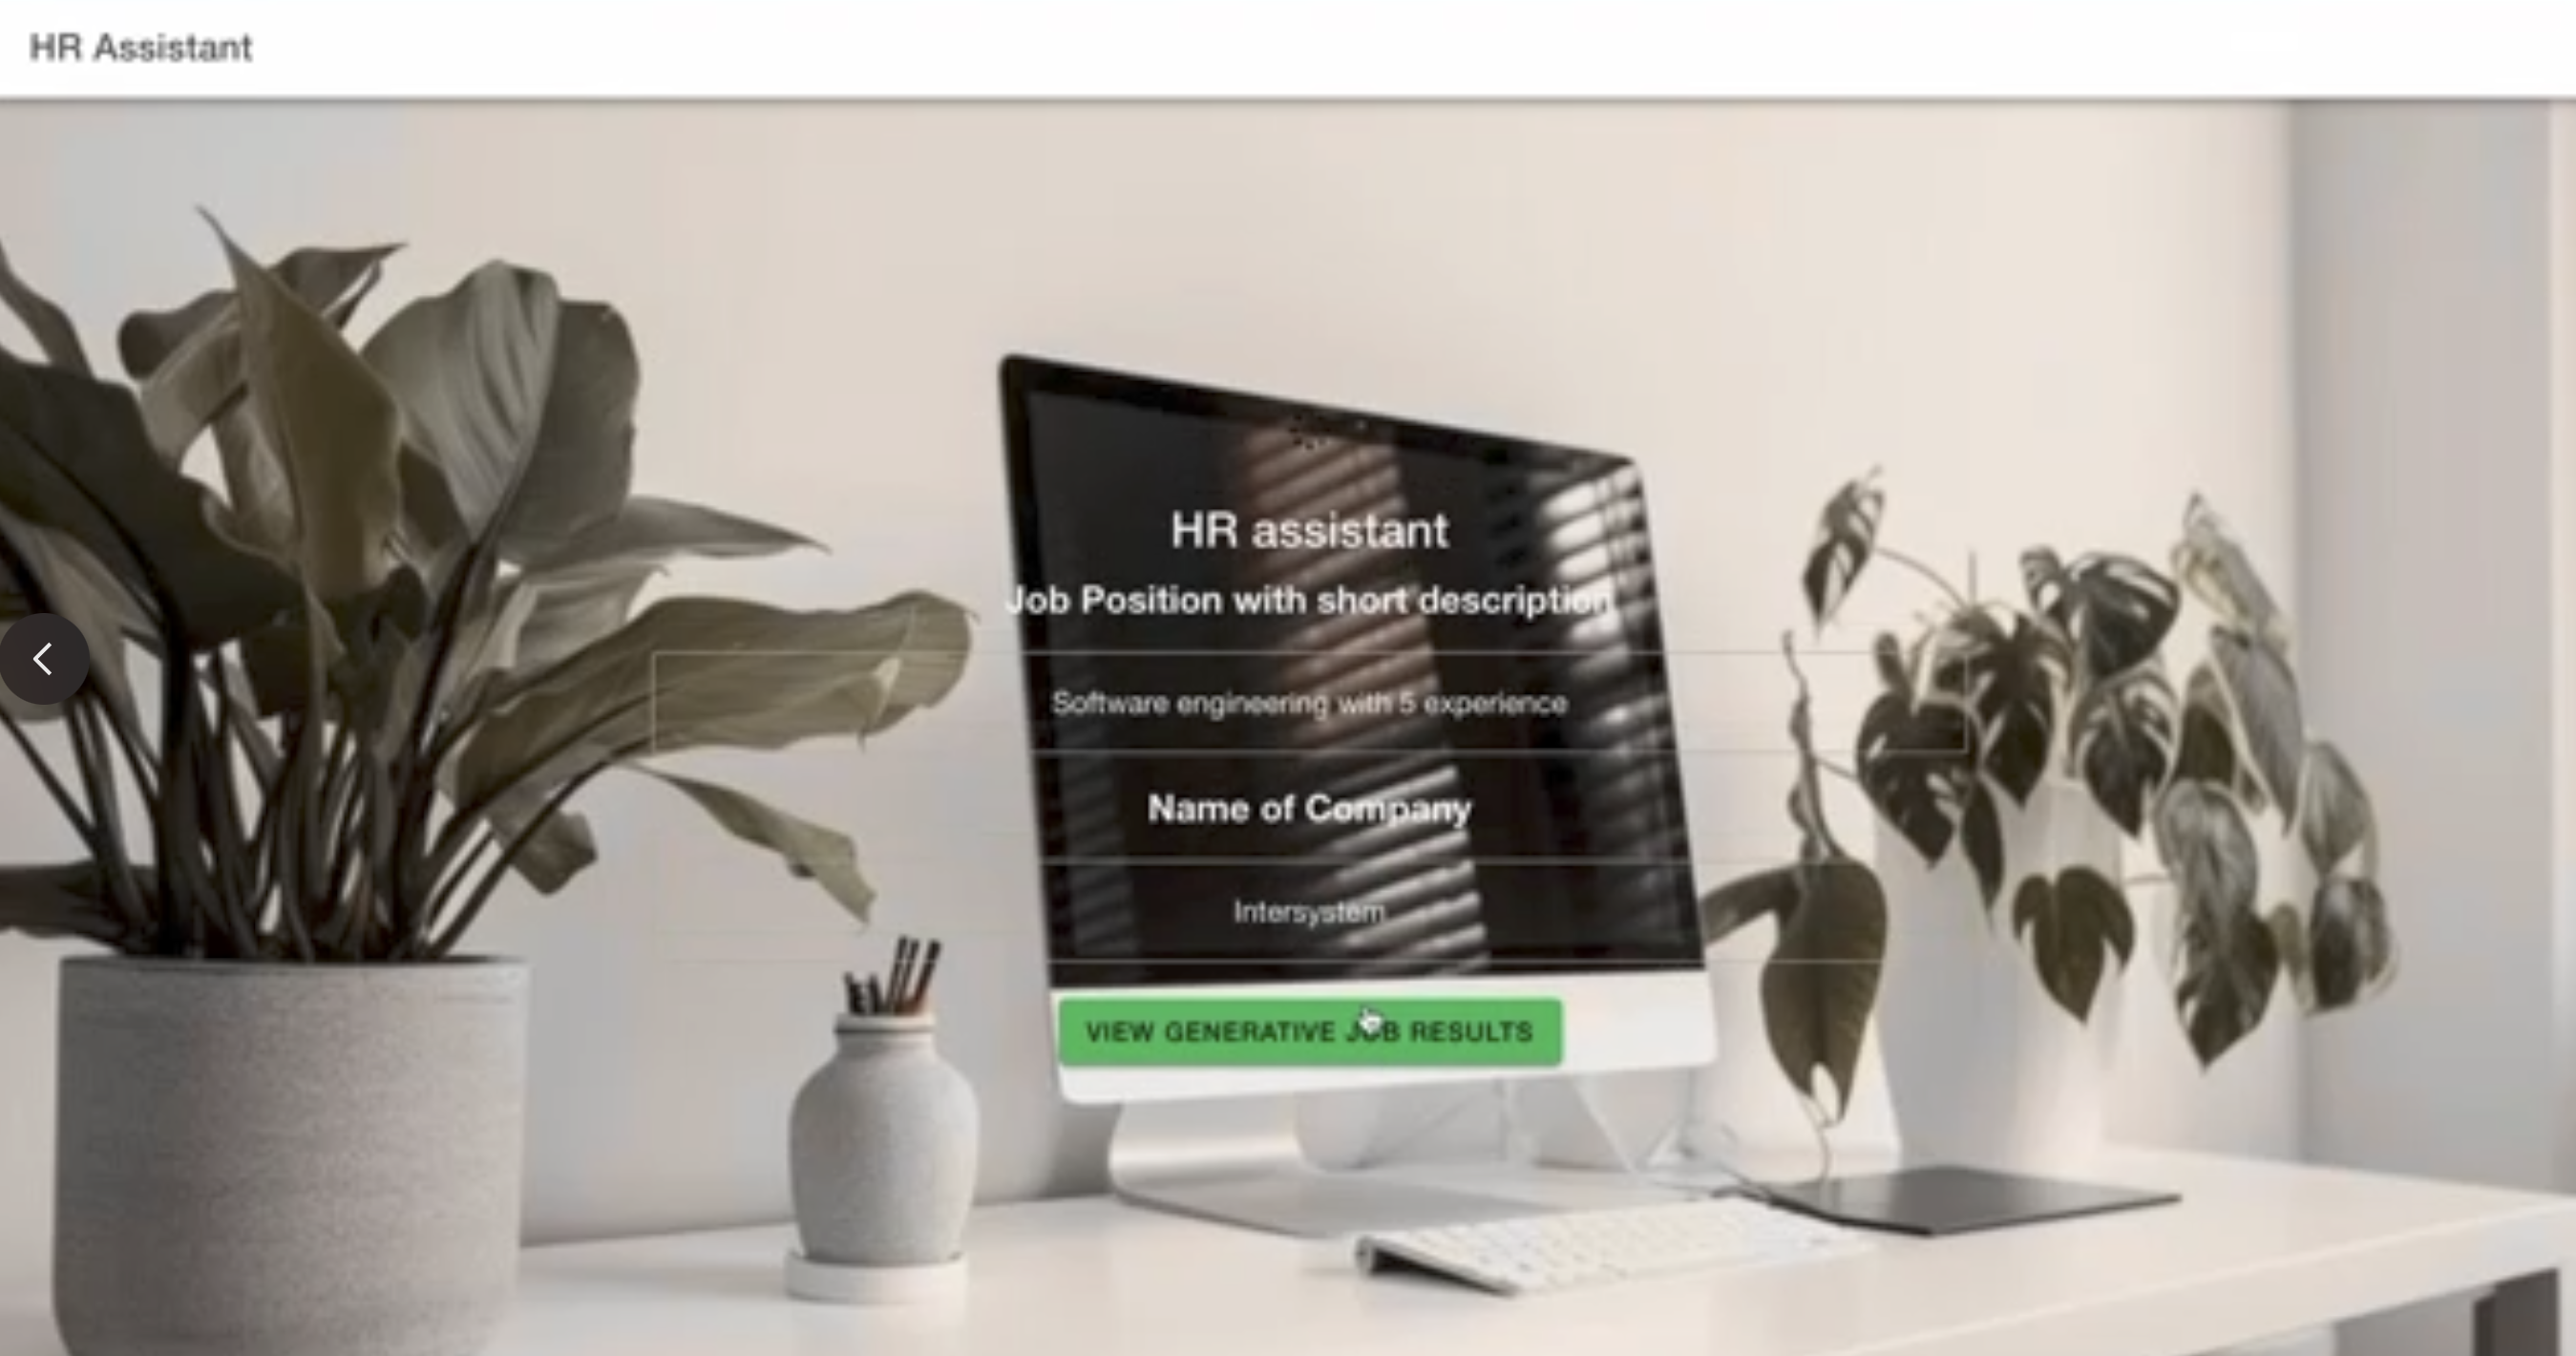 HR Assistant
HR assistant
Job Position with short description
Software engineering with 5 experience
Name of Company
Intersystem
VIEW GENERATIVE JOB RESULTS